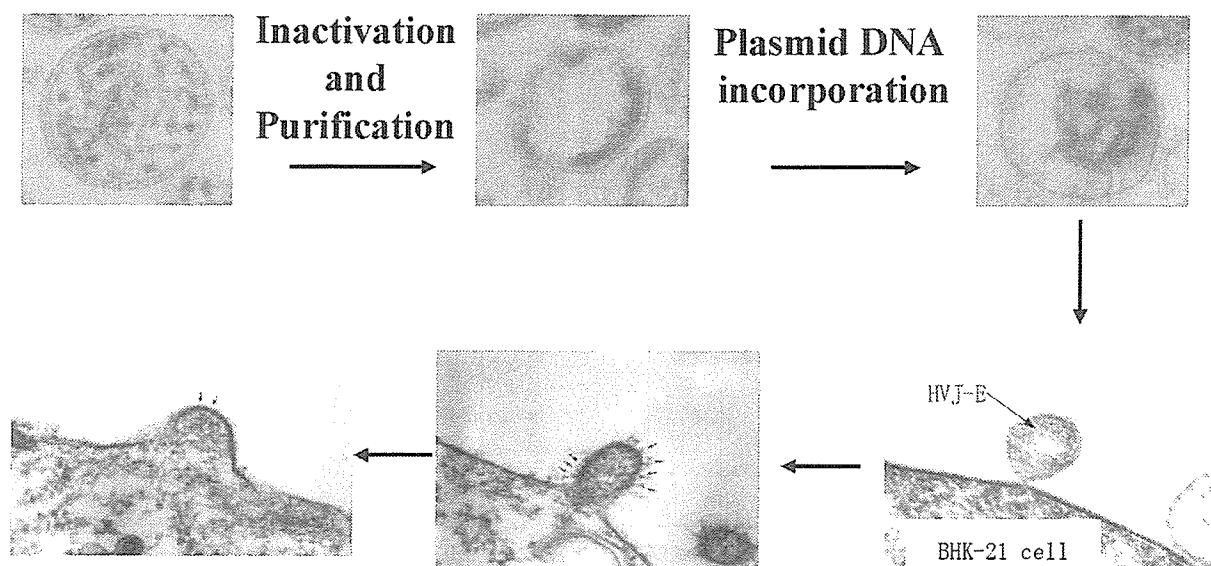 Inactivation
and
Purification
Plasmid DNA
incorporation
HVJ-E
BHK-21 cell